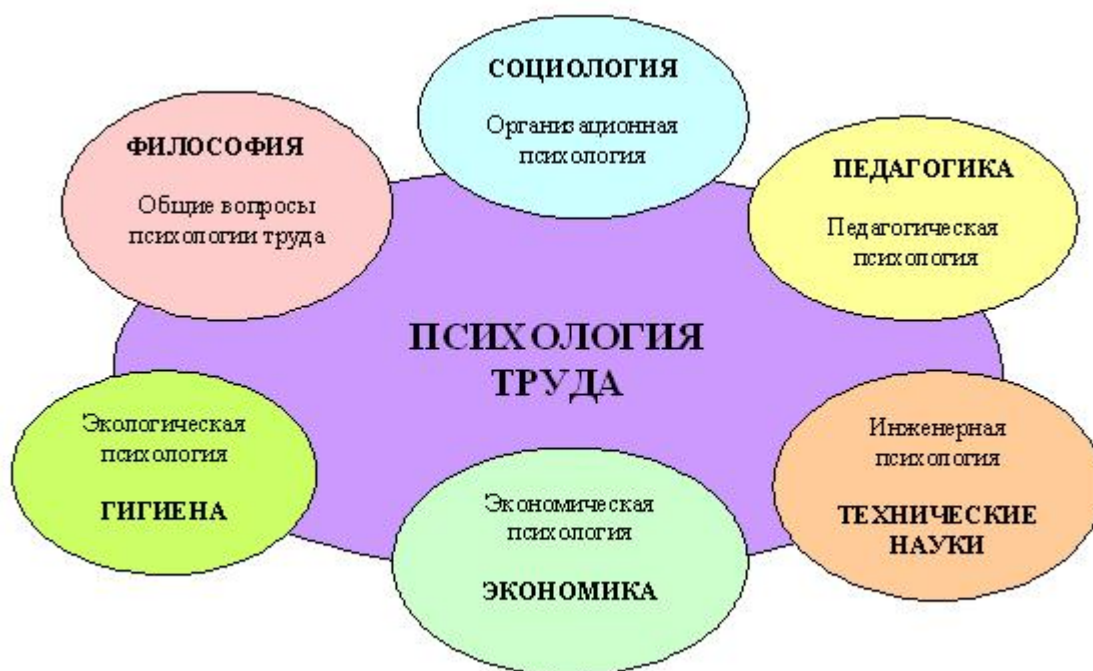 СОЦИОЛОГИЯ
Организационная
психология
ФИЛОСОФИЯ
Общие вопросы
психологии труда
ПЕДАГОГИКА
Педагогическая
психология
ПСИХОЛОГИЯ
ТРУДА
Экологическая
психология
ГИГИЕНА
Экономическая
психология
ЭКОНОМИКА
Инженерная
психология
ТЕХНИЧЕСКИЕ
НАУКИ